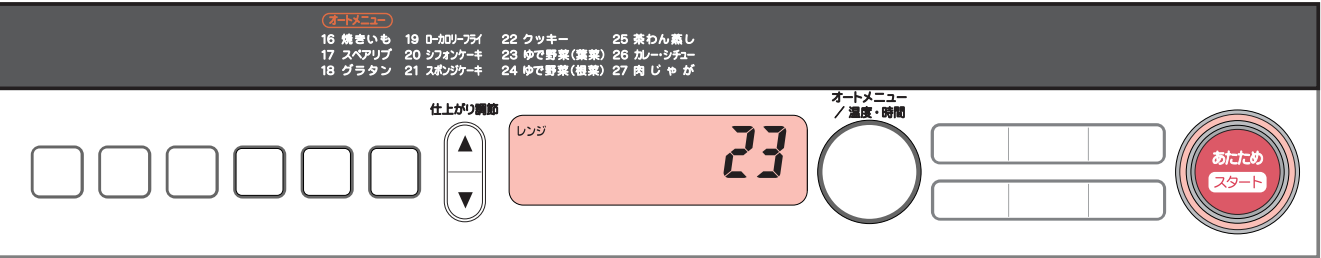 オートメニュー
16 焼きいも 19 ローカロリーフライ 22 クッキー 25 茶わん蒸し
17 スペアリブ 20 シフォンケーキ 23 ゆで野菜(葉菜) 26 カレー・シチュー
18 グラタン 21 スポンジケーキ 24 ゆで野菜(根菜) 27 肉じゃが
仕上がり調節
▲
▼
レンジ
23
オートメニュー
/ 温度・時間
あたため
スタート